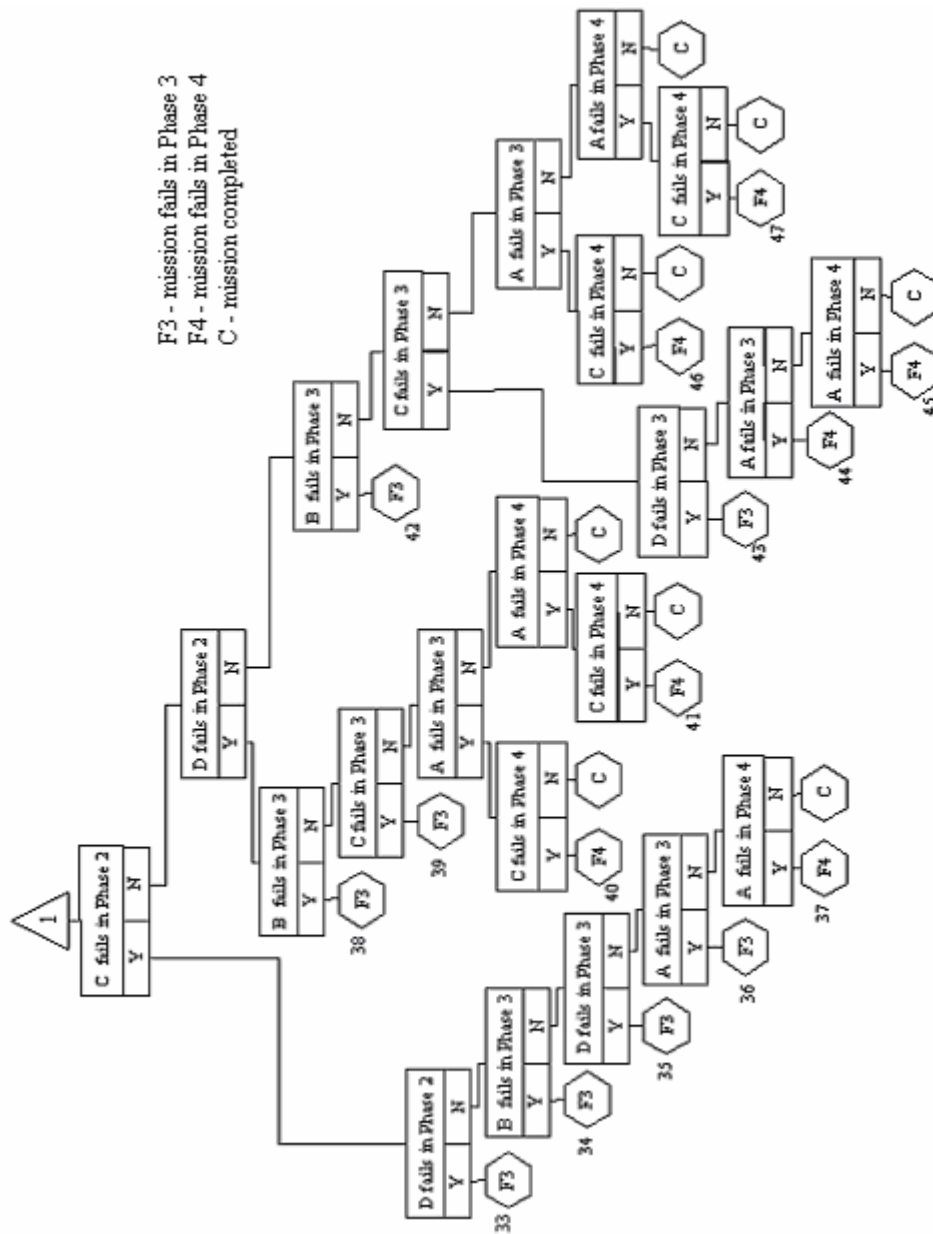 F3 - mission fails in Phase 3
F4 - mission fails in Phase 4
C - mission completed
1
C fails in Phase 2
Y N
D fails in Phase 2
Y N
F3
33
B fails in Phase 3
Y N
F3
34
D fails in Phase 3
Y N
F3
35
A fails in Phase 3
Y N
F3
36
A fails in Phase 4
Y N
F4
37
C
D fails in Phase 2
Y N
B fails in Phase 3
Y N
F3
38
C fails in Phase 3
Y N
F3
39
A fails in Phase 3
Y N
C fails in Phase 4
Y N
F4
40
C
A fails in Phase 4
Y N
C
C fails in Phase 4
Y N
F4
41
C
B fails in Phase 3
Y N
F3
42
C fails in Phase 3
Y N
D fails in Phase 3
Y N
F3
43
A fails in Phase 3
Y N
F4
44
A fails in Phase 4
Y N
F4
45
C
A fails in Phase 3
Y N
C fails in Phase 4
Y N
F4
46
C
A fails in Phase 4
Y N
C
C fails in Phase 4
Y N
F4
47
C